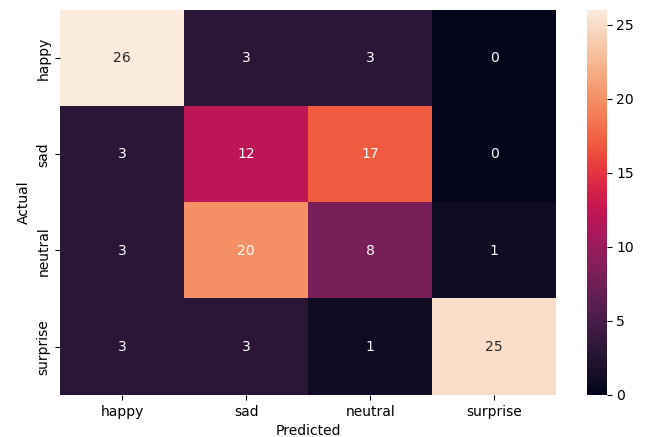 happy 26 3 3 0
sad 3 12 17 0
neutral 3 20 8 1
surprise 3 3 1 25
happy sad neutral surprise
Predicted
Actual
25
20
15
10
5
0